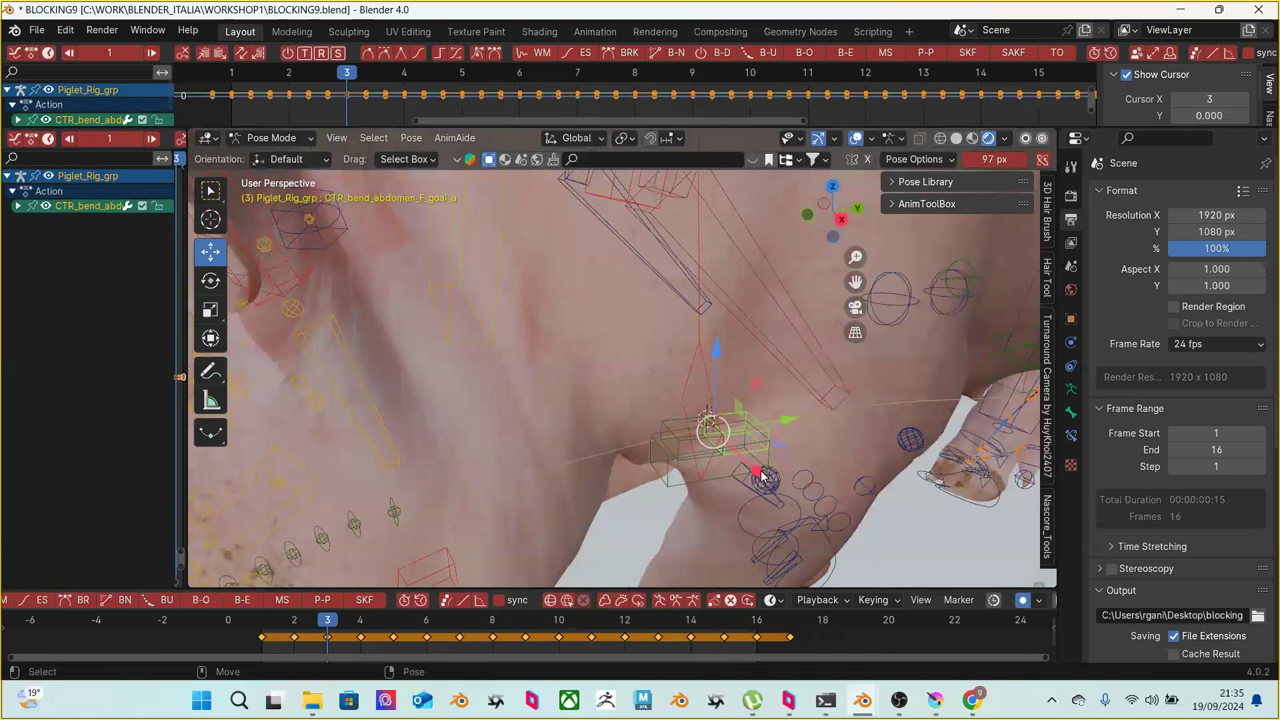 * BLOCKING9 [C:\WORK\BLENDER_ITALIA\WORKSHOP1\BLOCKING9.blend] - Blender 4.0
File Edit Render Window Help Layout Modeling Sculpting UV Editing Texture Paint Shading Animation Rendering Compositing Geometry Nodes Scripting Scene ViewLayer
1 T R S WM ES BRK B-N B-D B-U B-O B-E MS P-P SKF SAKF TO sync
1 2 3 4 5 6 7 8 9 10 11 12 13 14 15
Piglet_Rig_grp
Action
CTR_bend_abd
0
Show Cursor
Cursor X 3
Y 0.000
View
1 Pose Mode View Select Pose AnimAide Global
3 Orientation: Default Drag: Select Box Pose Options 97 px
Piglet_Rig_grp
Action
CTR_bend_abd
User Perspective
(3) Piglet_Rig_grp : CTR_bend_abdomen_F_goal_a
Z
Y
X
Pose Library
AnimToolBox
3D Hair Brush
Hair Tool
Turnaround Camera by HuyKhoi2407
Nascore_Tools
Scene
Format
Resolution X 1920 px
Y 1080 px
% 100%
Aspect X 1.000
Y 1.000
Render Region
Crop to Render ...
Frame Rate 24 fps
Render Res... 1920 x 1080
Frame Range
Frame Start 1
End 16
Step 1
Total Duration 00:00:00:15
Frames 16
Time Stretching
Stereoscopy
Output
C:\Users\rgani\Desktop\blocking
Saving File Extensions
Cache Result
M ES BR BN BU B-O B-E MS P-P SKF sync Playback Keying View Marker
-6 -4 -2 0 2 3 4 6 8 10 12 14 16 18 20 22 24
Select Move Pose 4.0.2
19° 21:35
19/09/2024